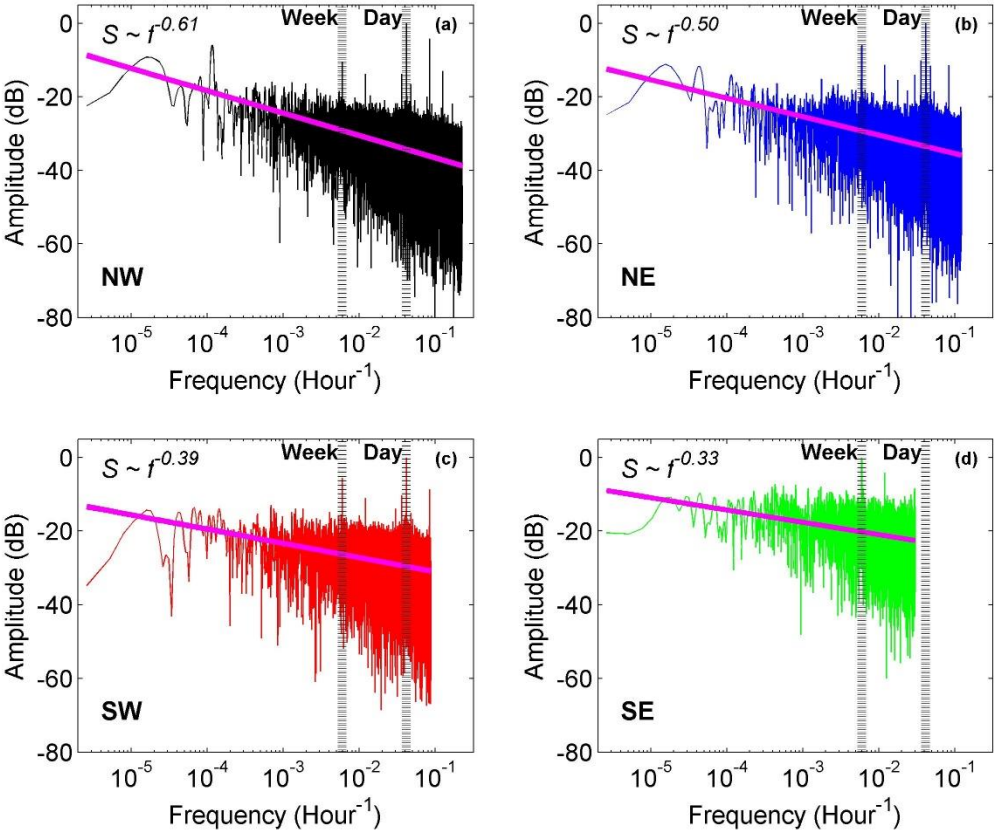 Week Day (a)
S ~ f^-0.61
0
-20
-40
-60
-80
Amplitude (dB)
NW
10^-5 10^-4 10^-3 10^-2 10^-1
Frequency (Hour^-1)
Week Day (b)
S ~ f^-0.50
0
-20
-40
-60
-80
Amplitude (dB)
NE
10^-5 10^-4 10^-3 10^-2 10^-1
Frequency (Hour^-1)
Week Day (c)
S ~ f^-0.39
0
-20
-40
-60
-80
Amplitude (dB)
SW
10^-5 10^-4 10^-3 10^-2 10^-1
Frequency (Hour^-1)
Week Day (d)
S ~ f^-0.33
0
-20
-40
-60
-80
Amplitude (dB)
SE
10^-5 10^-4 10^-3 10^-2 10^-1
Frequency (Hour^-1)